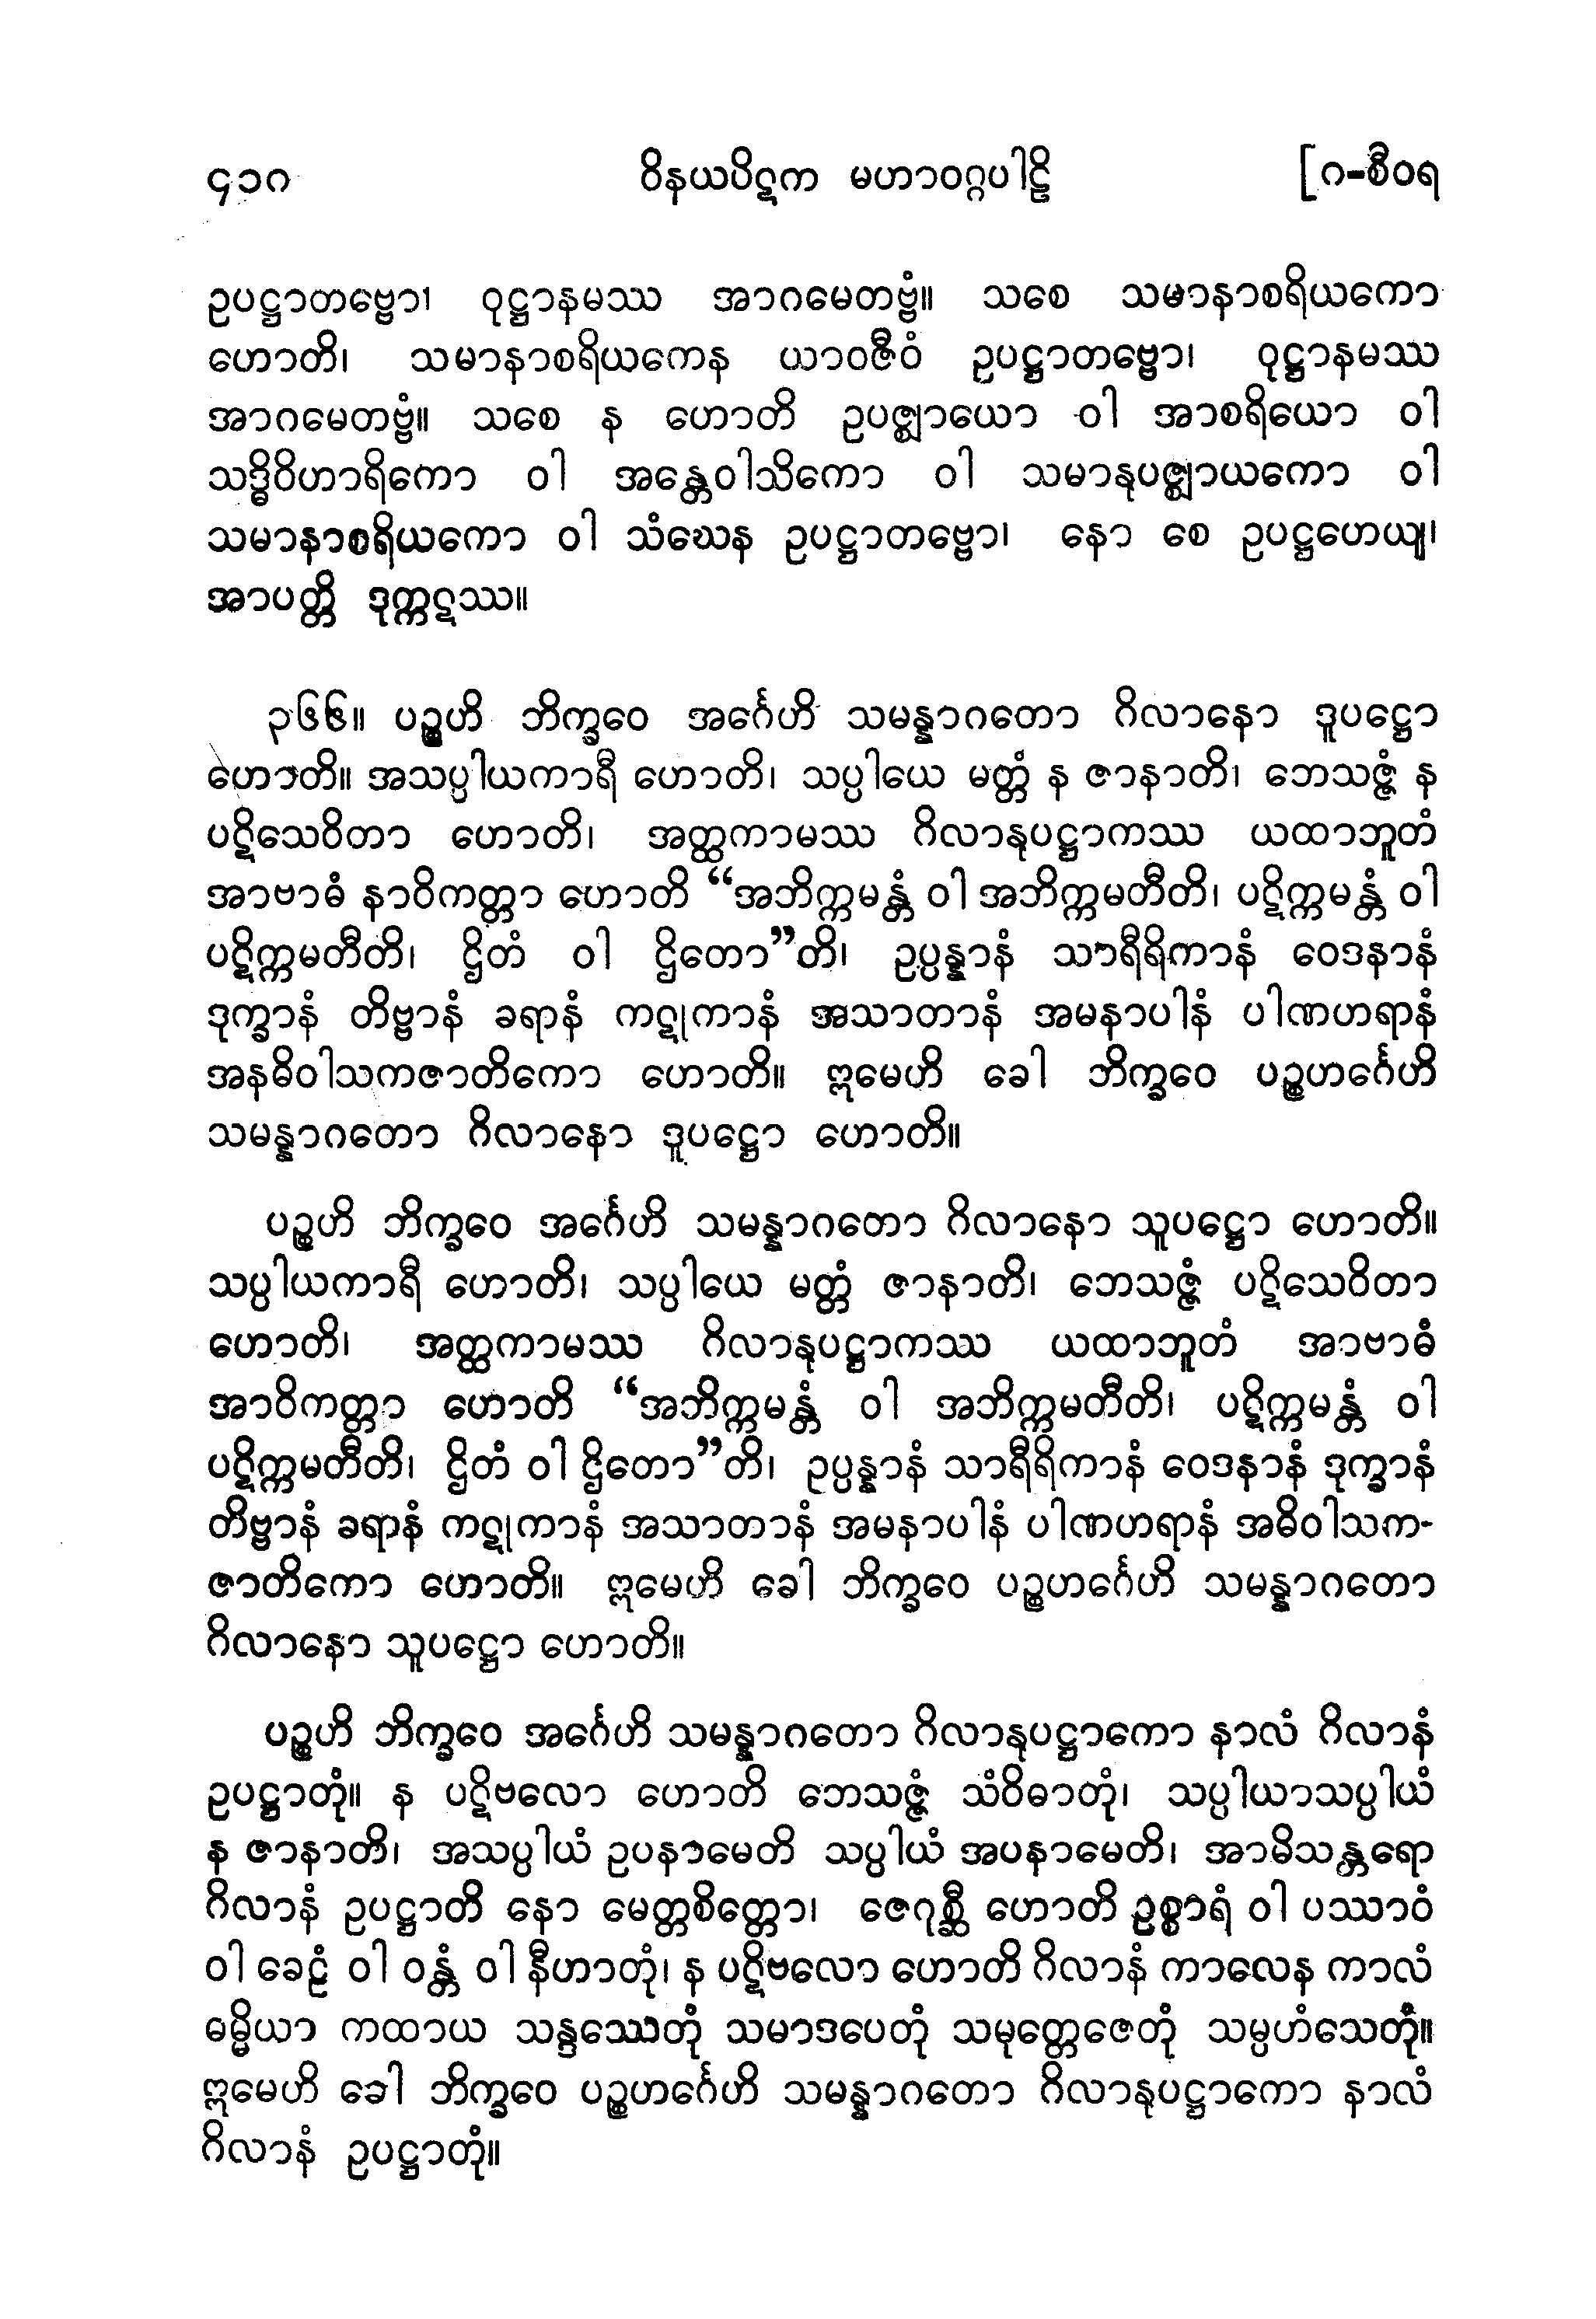 ၄၁၈ ဝိနယပိဋက မဟာဝဂ္ဂပါဠိ [၈-စီဝရ
ဥပဋ္ဌာတဗ္ဗော၊ ဝုဋ္ဌာနမဿ အာဂမေတဗ္ဗံ။ သစေ သမာနာစရိယကော
ဟောတိ၊ သမာနာစရိယကေန ယာဝဇီဝံ ဥပဋ္ဌာတဗ္ဗော၊ ဝုဋ္ဌာနမဿ
အာဂမေတဗ္ဗံ။ သစေ န ဟောတိ ဥပဇ္ဈာယော ဝါ အာစရိယော ဝါ
သဒ္ဓိဝိဟာရိကော ဝါ အန္တေဝါသိကော ဝါ သမာနုပဇ္ဈာယကော ဝါ
သမာနာစရိယကော ဝါ သံဃေန ဥပဋ္ဌာတဗ္ဗော၊ နော စေ ဥပဋ္ဌဟေယျ၊
အာပတ္တိ ဒုက္ကဋဿ။
၃၆၆။ ပဉ္စဟိ ဘိက္ခဝေ အင်္ဂေဟိ သမန္နာဂတော ဂိလာနော ဒူပဋ္ဌော
ဟောတိ။ အသပ္ပါယကာရီ ဟောတိ၊ သပ္ပါယေ မတ္တံ န ဇာနာတိ၊ ဘေသဇ္ဇံ န
ပဋိသေဝိတာ ဟောတိ၊ အတ္ထကာမဿ ဂိလာနုပဋ္ဌာကဿ ယထာဘူတံ
အာဗာဓံ နာဝိကတ္တာ ဟောတိ “အဘိက္ကမန္တံ ဝါ အဘိက္ကမတီတိ၊ ပဋိက္ကမန္တံ ဝါ
ပဋိက္ကမတီတိ၊ ဌိတံ ဝါ ဌိတော”တိ၊ ဥပ္ပန္နာနံ သာရီရိကာနံ ဝေဒနာနံ
ဒုက္ခာနံ တိဗ္ဗာနံ ခရာနံ ကဋုကာနံ အသာတာနံ အမနာပါနံ ပါဏဟရာနံ
အနဓိဝါသကဇာတိကော ဟောတိ။ ဣမေဟိ ခေါ ဘိက္ခဝေ ပဉ္စဟင်္ဂေဟိ
သမန္နာဂတော ဂိလာနော ဒူပဋ္ဌော ဟောတိ။
ပဉ္စဟိ ဘိက္ခဝေ အင်္ဂေဟိ သမန္နာဂတော ဂိလာနော သူပဋ္ဌော ဟောတိ။
သပ္ပါယကာရီ ဟောတိ၊ သပ္ပါယေ မတ္တံ ဇာနာတိ၊ ဘေသဇ္ဇံ ပဋိသေဝိတာ
ဟောတိ၊ အတ္ထကာမဿ ဂိလာနုပဋ္ဌာကဿ ယထာဘူတံ အာဗာဓံ
အာဝိကတ္တာ ဟောတိ “အဘိက္ကမန္တံ ဝါ အဘိက္ကမတီတိ၊ ပဋိက္ကမန္တံ ဝါ
ပဋိက္ကမတီတိ၊ ဌိတံ ဝါ ဌိတော”တိ၊ ဥပ္ပန္နာနံ သာရီရိကာနံ ဝေဒနာနံ ဒုက္ခာနံ
တိဗ္ဗာနံ ခရာနံ ကဋုကာနံ အသာတာနံ အမနာပါနံ ပါဏဟရာနံ အဓိဝါသက-
ဇာတိကော ဟောတိ။ ဣမေဟိ ခေါ ဘိက္ခဝေ ပဉ္စဟင်္ဂေဟိ သမန္နာဂတော
ဂိလာနော သူပဋ္ဌော ဟောတိ။
ပဉ္စဟိ ဘိက္ခဝေ အင်္ဂေဟိ သမန္နာဂတော ဂိလာနုပဋ္ဌာကော နာလံ ဂိလာနံ
ဥပဋ္ဌာတုံ။ န ပဋိဗလော ဟောတိ ဘေသဇ္ဇံ သံဝိဓာတုံ၊ သပ္ပါယာသပ္ပါယံ
န ဇာနာတိ၊ အသပ္ပါယံ ဥပနာမေတိ သပ္ပါယံ အပနာမေတိ၊ အာမိသန္တရော
ဂိလာနံ ဥပဋ္ဌာတိ နော မေတ္တစိတ္တော၊ ဇေဂုစ္ဆီ ဟောတိ ဥစ္စာရံ ဝါ ပဿာဝံ
ဝါ ခေဠံ ဝါ ဝန္တံ ဝါ နီဟာတုံ၊ န ပဋိဗလော ဟောတိ ဂိလာနံ ကာလေန ကာလံ
ဓမ္မိယာ ကထာယ သန္ဒဿေတုံ သမာဒပေတုံ သမုတ္တေဇေတုံ သမ္ပဟံသေတုံ။
ဣမေဟိ ခေါ ဘိက္ခဝေ ပဉ္စဟင်္ဂေဟိ သမန္နာဂတော ဂိလာနုပဋ္ဌာကော နာလံ
ဂိလာနံ ဥပဋ္ဌာတုံ။